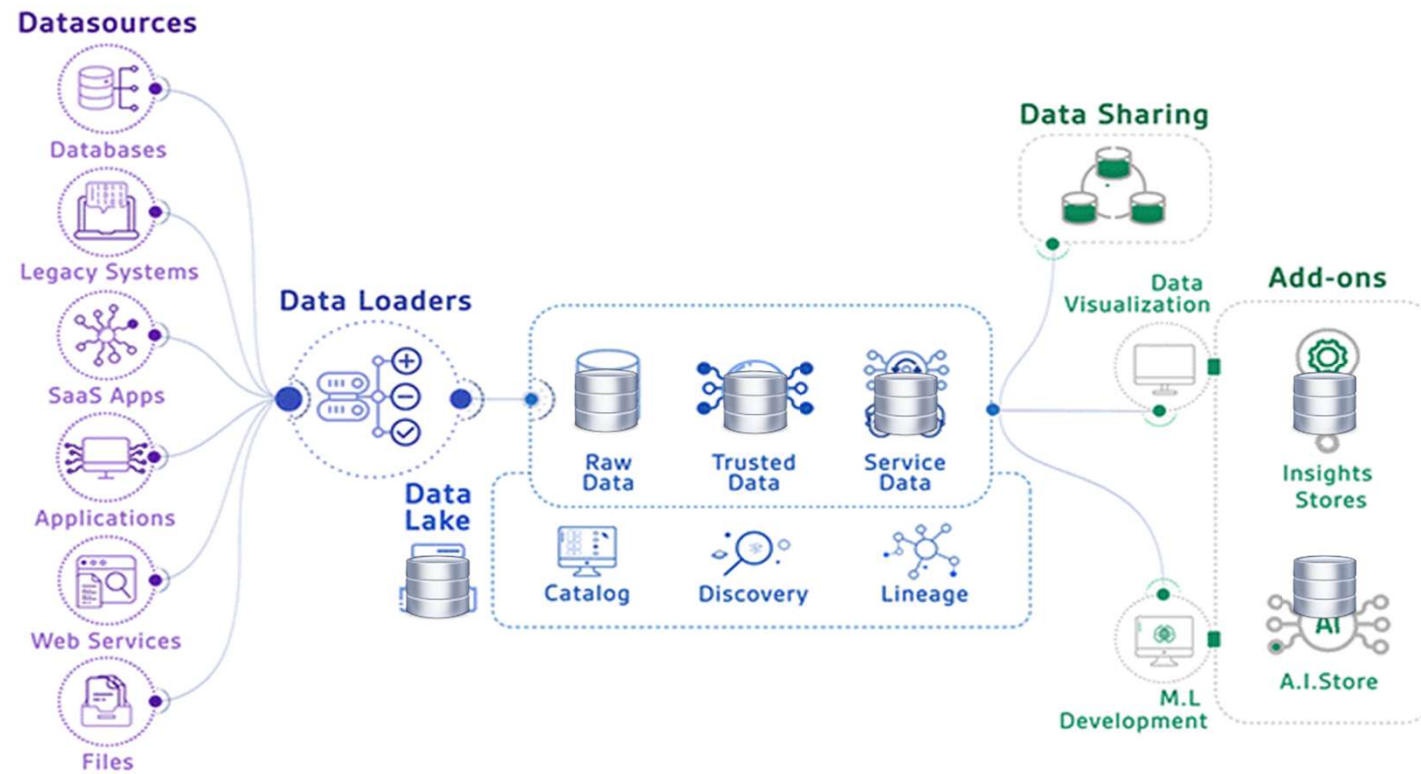 Datasources
Databases
Legacy Systems
SaaS Apps
Applications
Web Services
Files
Data Loaders
Data
Lake
Raw
Data
Trusted
Data
Service
Data
Catalog
Discovery
Lineage
Data Sharing
Data
Visualization
M.L
Development
Add-ons
Insights
Stores
AI
A.I.Store